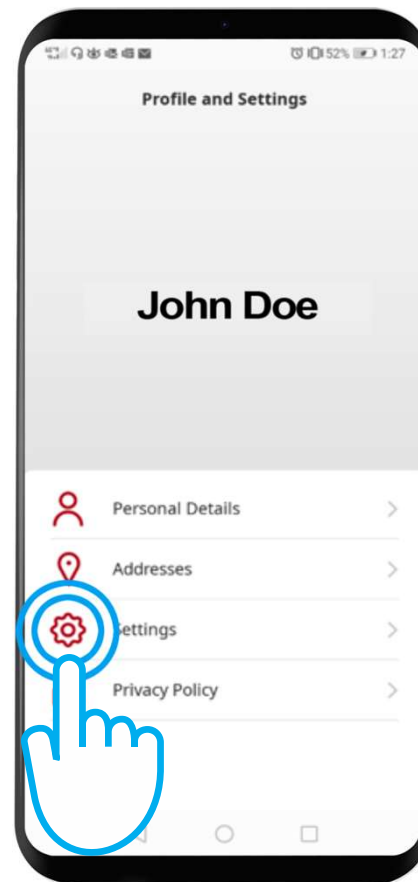 52% 1:27
Profile and Settings
John Doe
Personal Details
Addresses
Settings
Privacy Policy